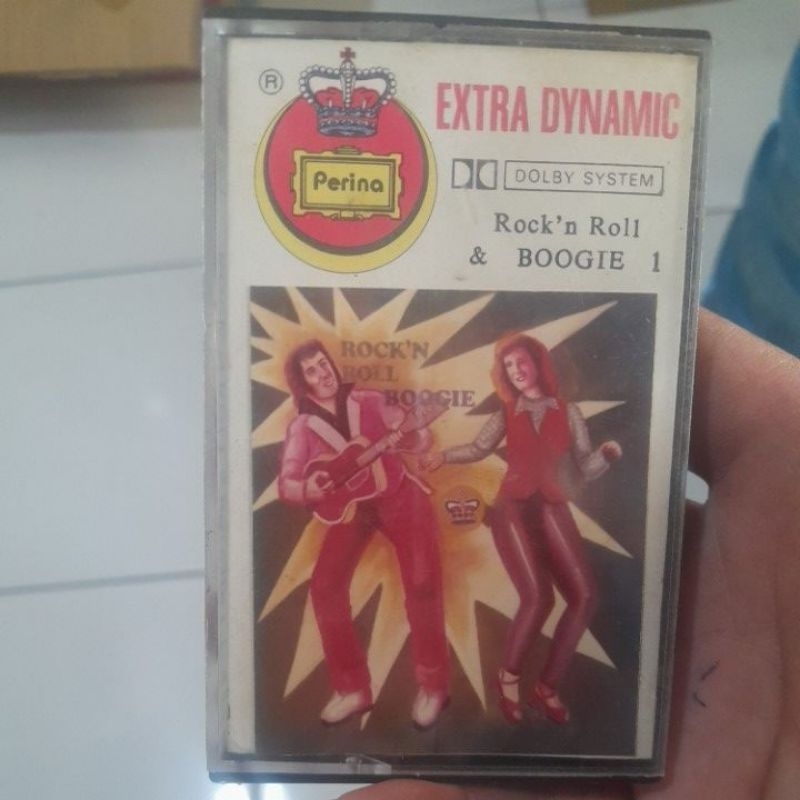 ®
Perina
EXTRA DYNAMIC
DOLBY SYSTEM
Rock'n Roll
& BOOGIE 1
ROCK'N
ROLL
BOOGIE